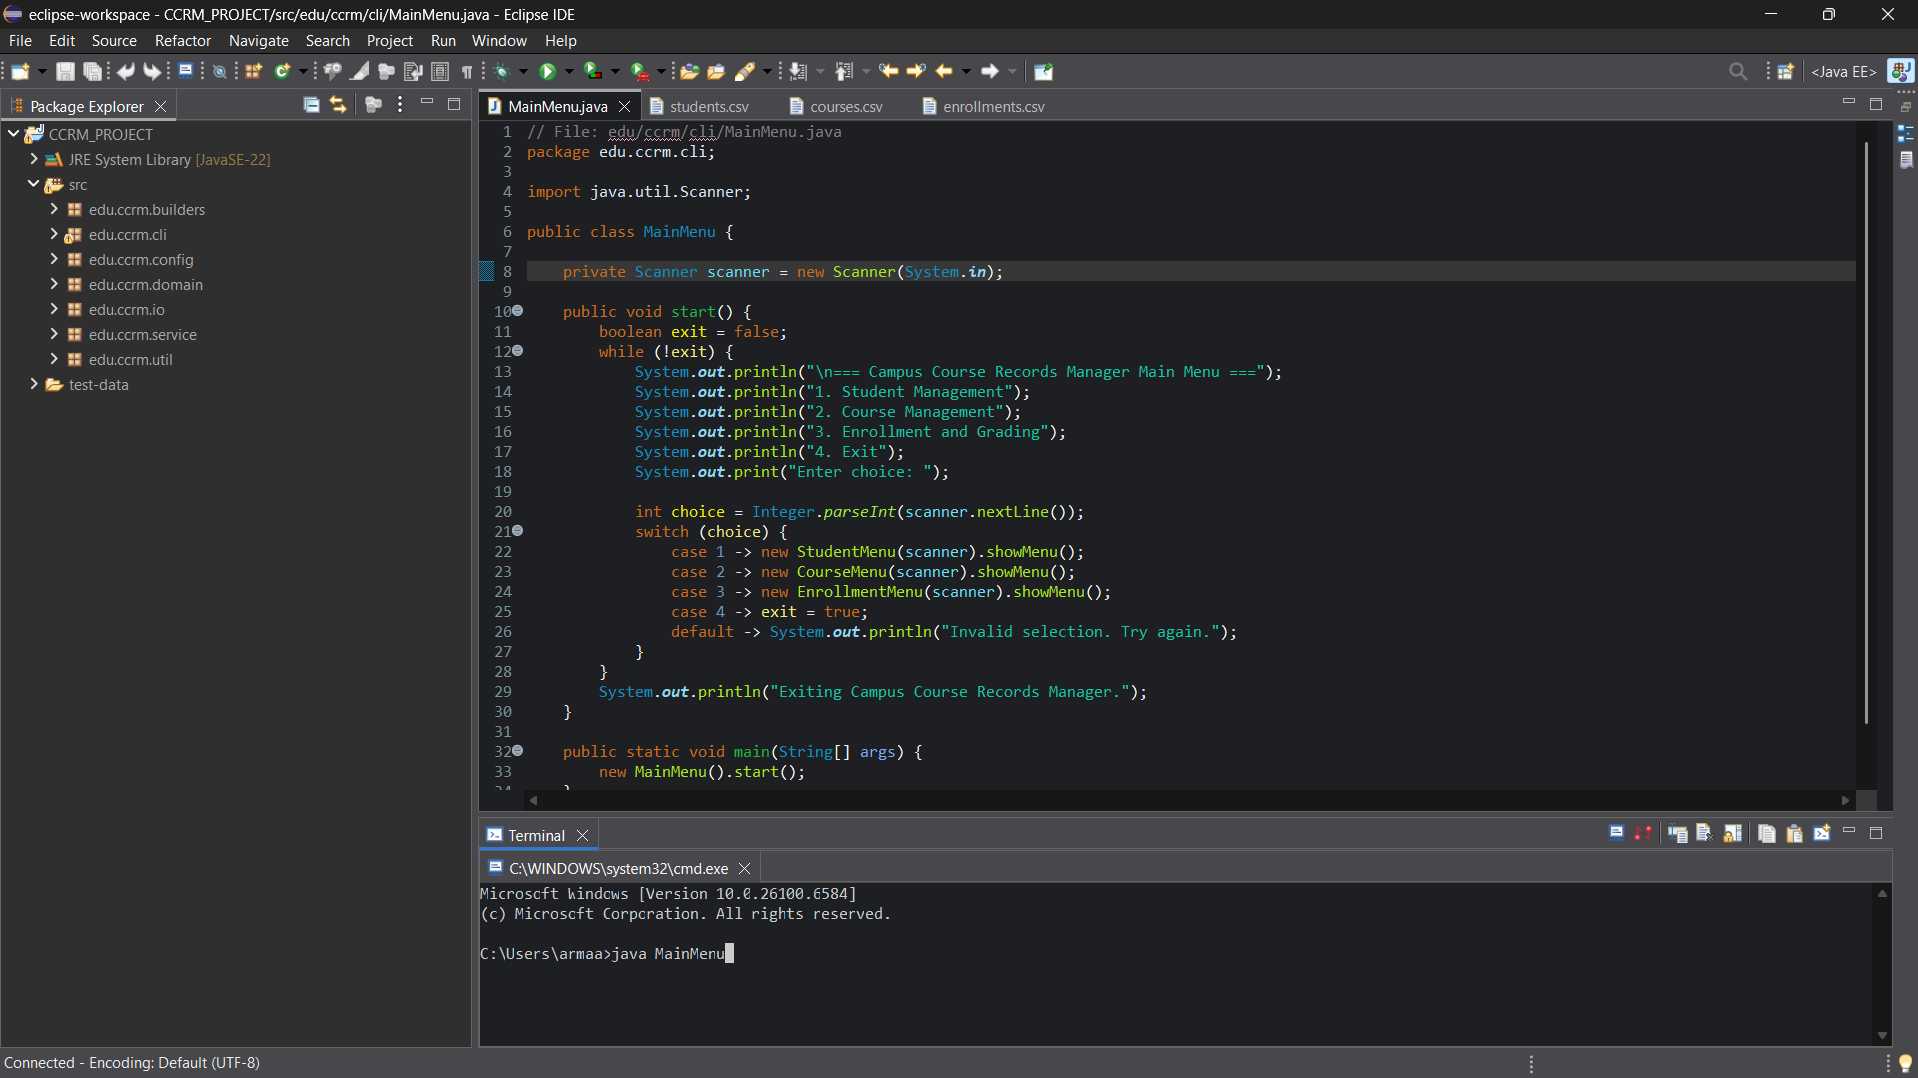 eclipse-workspace - CCRM_PROJECT/src/edu/ccrm/cli/MainMenu.java - Eclipse IDE
File Edit Source Refactor Navigate Search Project Run Window Help
<Java EE>
Package Explorer
CCRM_PROJECT
JRE System Library [JavaSE-22]
src
edu.ccrm.builders
edu.ccrm.cli
edu.ccrm.config
edu.ccrm.domain
edu.ccrm.io
edu.ccrm.service
edu.ccrm.util
test-data
MainMenu.java students.csv courses.csv enrollments.csv
1 // File: edu/ccrm/cli/MainMenu.java
2 package edu.ccrm.cli;
3
4 import java.util.Scanner;
5
6 public class MainMenu {
7
8 private Scanner scanner = new Scanner(System.in);
9
10 public void start() {
11 boolean exit = false;
12 while (!exit) {
13 System.out.println("\n=== Campus Course Records Manager Main Menu ===");
14 System.out.println("1. Student Management");
15 System.out.println("2. Course Management");
16 System.out.println("3. Enrollment and Grading");
17 System.out.println("4. Exit");
18 System.out.print("Enter choice: ");
19
20 int choice = Integer.parseInt(scanner.nextLine());
21 switch (choice) {
22 case 1 -> new StudentMenu(scanner).showMenu();
23 case 2 -> new CourseMenu(scanner).showMenu();
24 case 3 -> new EnrollmentMenu(scanner).showMenu();
25 case 4 -> exit = true;
26 default -> System.out.println("Invalid selection. Try again.");
27 }
28 }
29 System.out.println("Exiting Campus Course Records Manager.");
30 }
31
32 public static void main(String[] args) {
33 new MainMenu().start();
34 }
Terminal
C:\WINDOWS\system32\cmd.exe
Microsoft Windows [Version 10.0.26100.6584]
(c) Microsoft Corporation. All rights reserved.
C:\Users\armaa>java MainMenu
Connected - Encoding: Default (UTF-8)